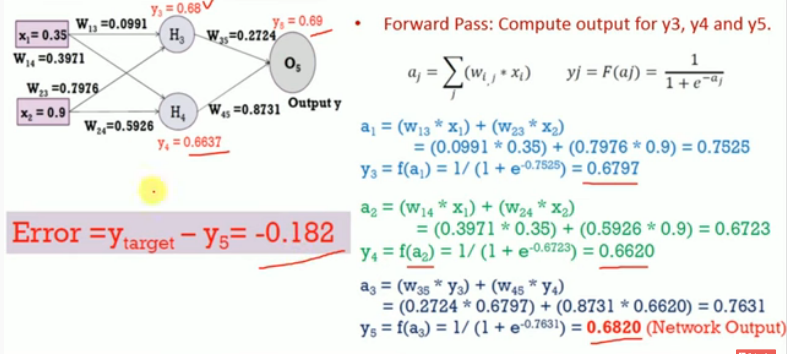 y₃ = 0.68
W₁₃ =0.0991
y₅ = 0.69
x₁= 0.35
H₃
W₃₅=0.2724
W₁₄ =0.3971
O₅
W₂₃ =0.7976
x₂ = 0.9
H₄
W₄₅ =0.8731
Output y
W₂₄=0.5926
y₄ = 0.6637
Error =y_target – y₅= -0.182
• Forward Pass: Compute output for y3, y4 and y5.
aⱼ = ∑ⱼ(wᵢ,ⱼ * xᵢ)   yj = F(aj) = 1 / (1 + e^-aⱼ)
a₁ = (w₁₃ * x₁) + (w₂₃ * x₂)
= (0.0991 * 0.35) + (0.7976 * 0.9) = 0.7525
y₃ = f(a₁) = 1/ (1 + e^-0.7525) = 0.6797
a₂ = (w₁₄ * x₁) + (w₂₄ * x₂)
= (0.3971 * 0.35) + (0.5926 * 0.9) = 0.6723
y₄ = f(a₂) = 1/ (1 + e^-0.6723) = 0.6620
a₃ = (w₃₅ * y₃) + (w₄₅ * y₄)
= (0.2724 * 0.6797) + (0.8731 * 0.6620) = 0.7631
y₅ = f(a₃) = 1/ (1 + e^-0.7631) = 0.6820 (Network Output)